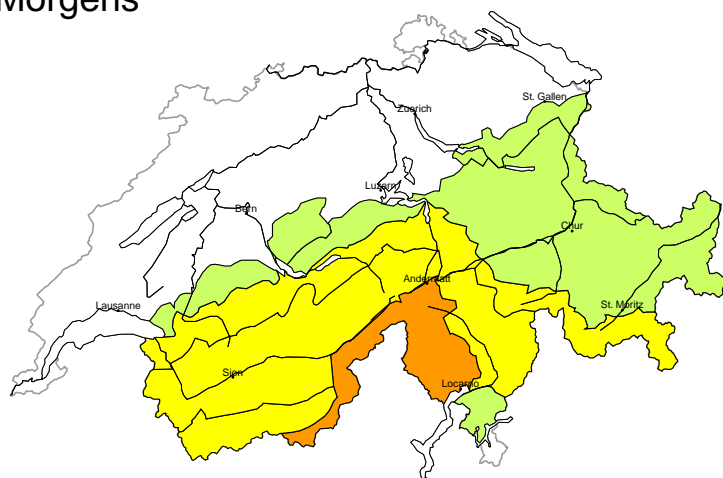 Morgens
St. Gallen
Zuerich
Luzern
Bern
Chur
Andermatt
Lausanne
St. Moritz
Sion
Locarno